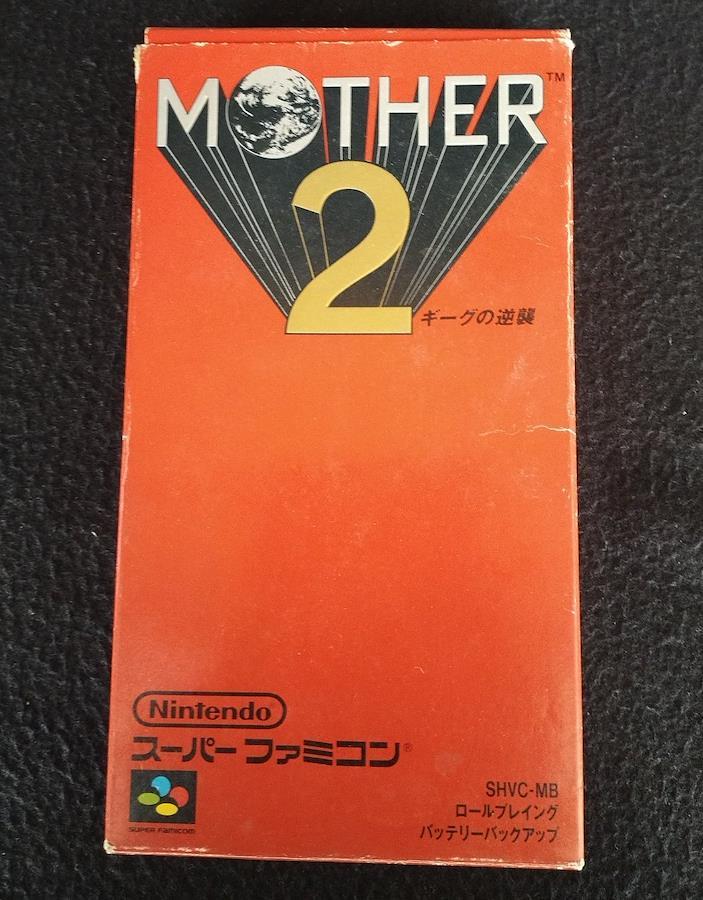 MOTHER™
2
ギーグの逆襲
Nintendo
スーパーファミコン®
SUPER FAMICOM
SHVC-MB
ロールプレイング
バッテリーバックアップ